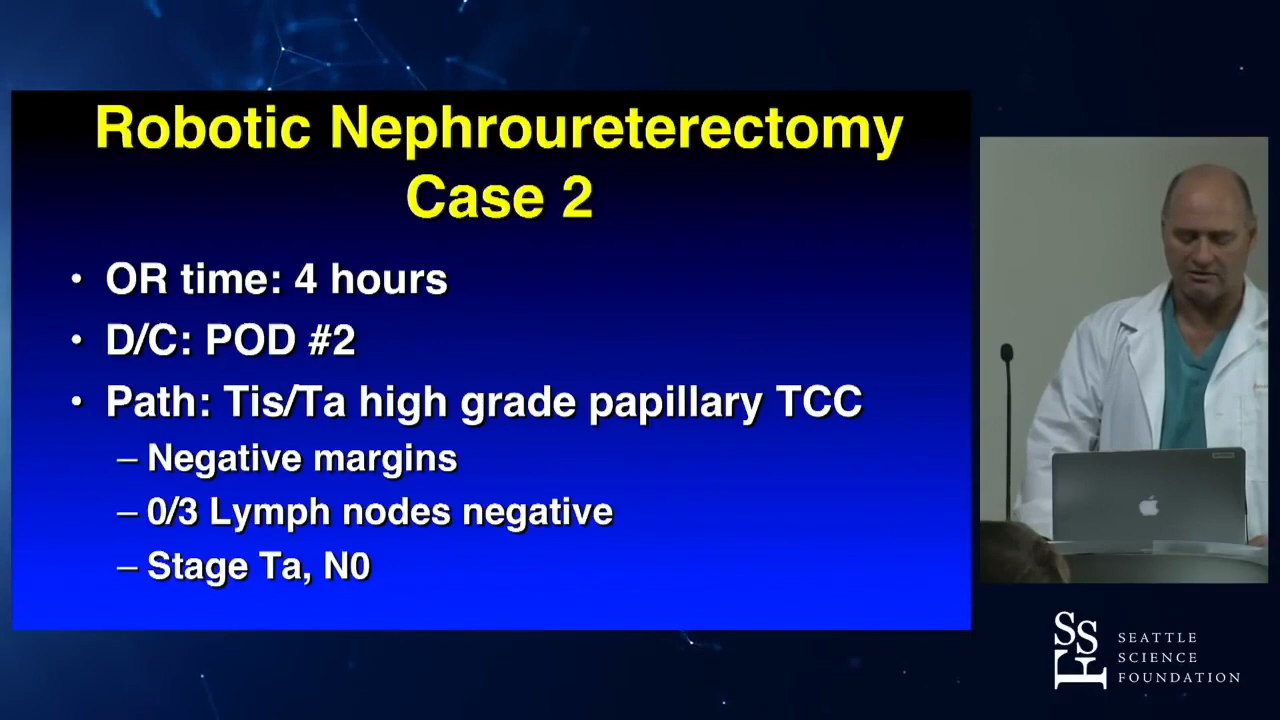 Robotic Nephroureterectomy
Case 2
• OR time: 4 hours
• D/C: POD #2
• Path: Tis/Ta high grade papillary TCC
– Negative margins
– 0/3 Lymph nodes negative
– Stage Ta, N0
SSF
SEATTLE
SCIENCE
FOUNDATION